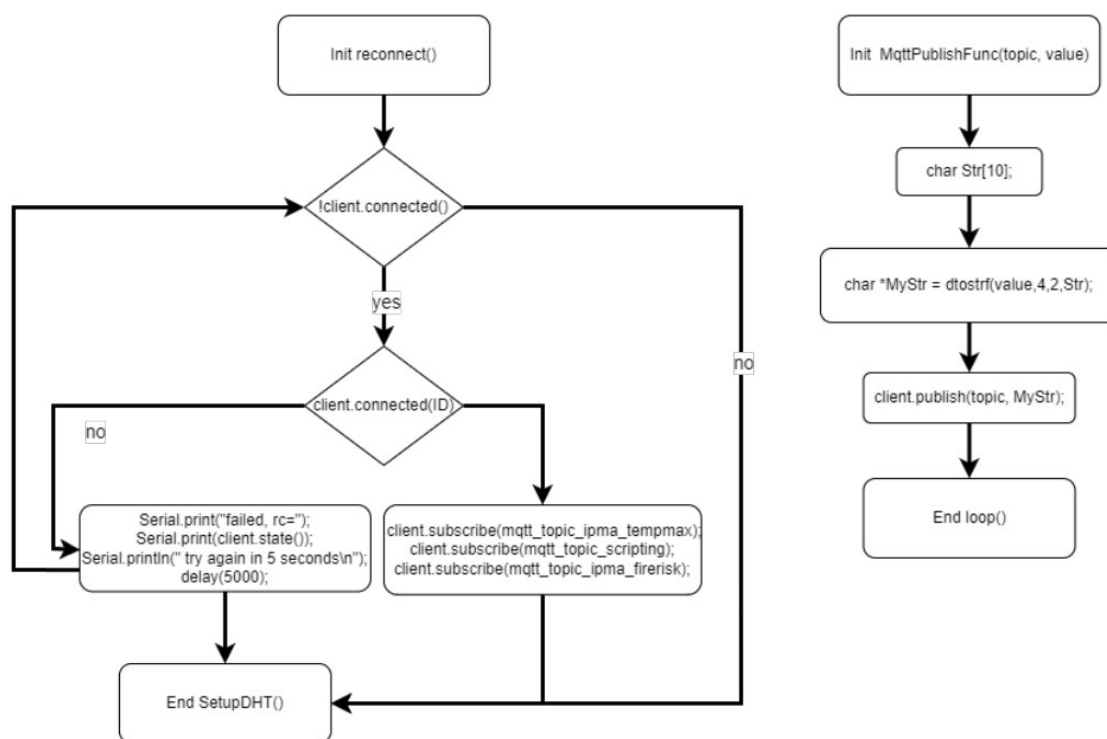 Init reconnect()
!client.connected()
yes
no
client.connected(ID)
no
Serial.print("failed, rc=");
Serial.print(client.state());
Serial.println(" try again in 5 seconds\n");
delay(5000);
client.subscribe(mqtt_topic_ipma_tempmax);
client.subscribe(mqtt_topic_scripting);
client.subscribe(mqtt_topic_ipma_firerisk);
End SetupDHT()
Init  MqttPublishFunc(topic, value)
char Str[10];
char *MyStr = dtostrf(value,4,2,Str);
client.publish(topic, MyStr);
End loop()